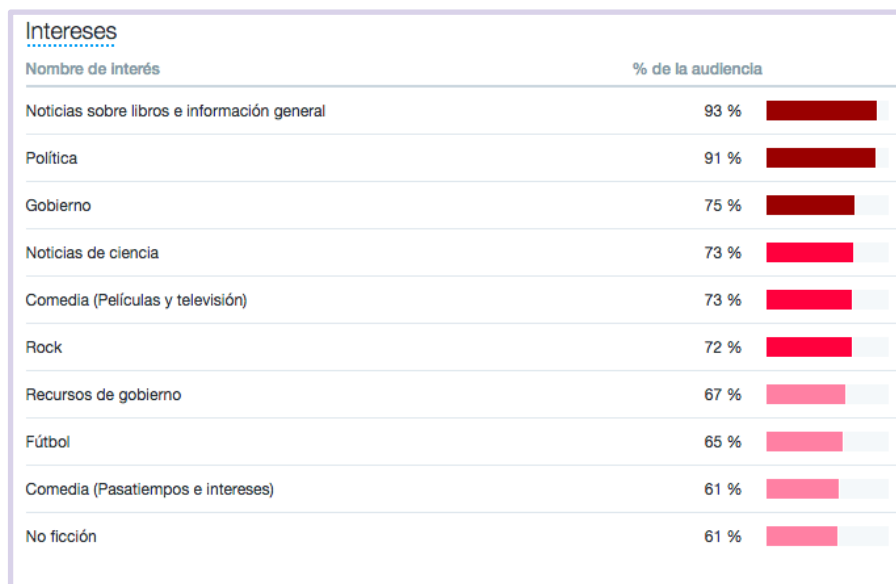 Intereses
Nombre de interés % de la audiencia
Noticias sobre libros e información general 93 %
Política 91 %
Gobierno 75 %
Noticias de ciencia 73 %
Comedia (Películas y televisión) 73 %
Rock 72 %
Recursos de gobierno 67 %
Fútbol 65 %
Comedia (Pasatiempos e intereses) 61 %
No ficción 61 %